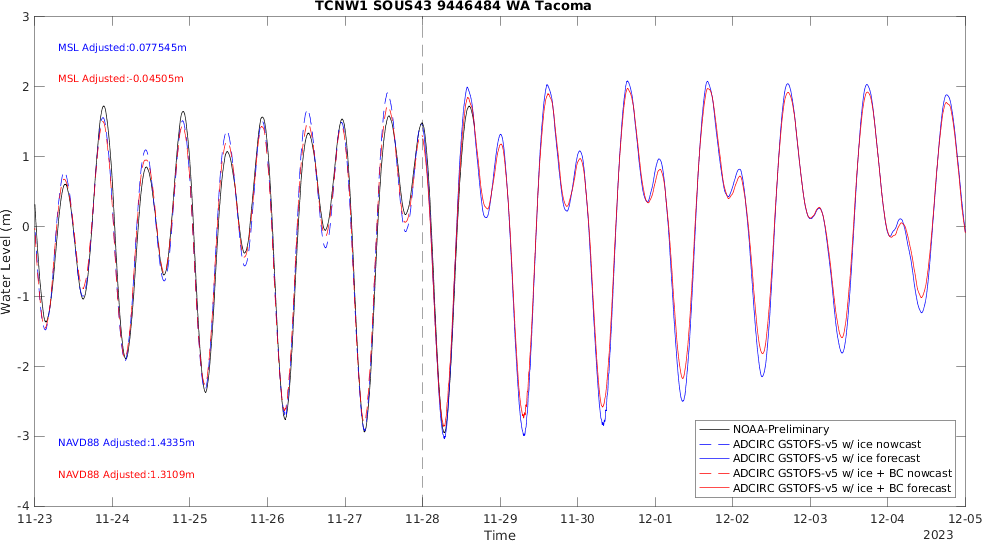 TCNW1 SOUS43 9446484 WA Tacoma
MSL Adjusted:0.077545m
MSL Adjusted:-0.04505m
NAVD88 Adjusted:1.4335m
NAVD88 Adjusted:1.3109m
3
2
1
0
-1
-2
-3
-4
Water Level (m)
NOAA-Preliminary
ADCIRC GSTOFS-v5 w/ ice nowcast
ADCIRC GSTOFS-v5 w/ ice forecast
ADCIRC GSTOFS-v5 w/ ice + BC nowcast
ADCIRC GSTOFS-v5 w/ ice + BC forecast
11-23 11-24 11-25 11-26 11-27 11-28 11-29 11-30 12-01 12-02 12-03 12-04 12-05
Time
2023